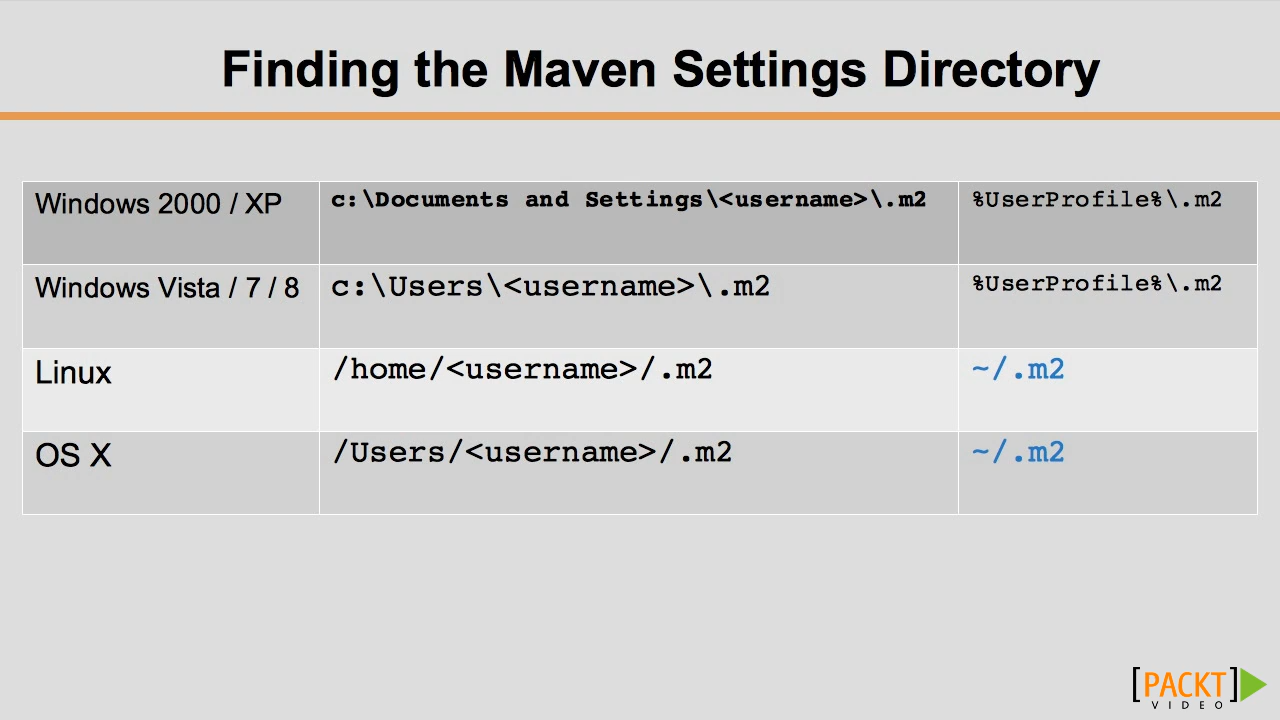 Finding the Maven Settings Directory
Windows 2000 / XP c:\Documents and Settings\<username>\.m2 %UserProfile%\.m2
Windows Vista / 7 / 8 c:\Users\<username>\.m2 %UserProfile%\.m2
Linux /home/<username>/.m2 ~/.m2
OS X /Users/<username>/.m2 ~/.m2
[PACKT]
VIDEO